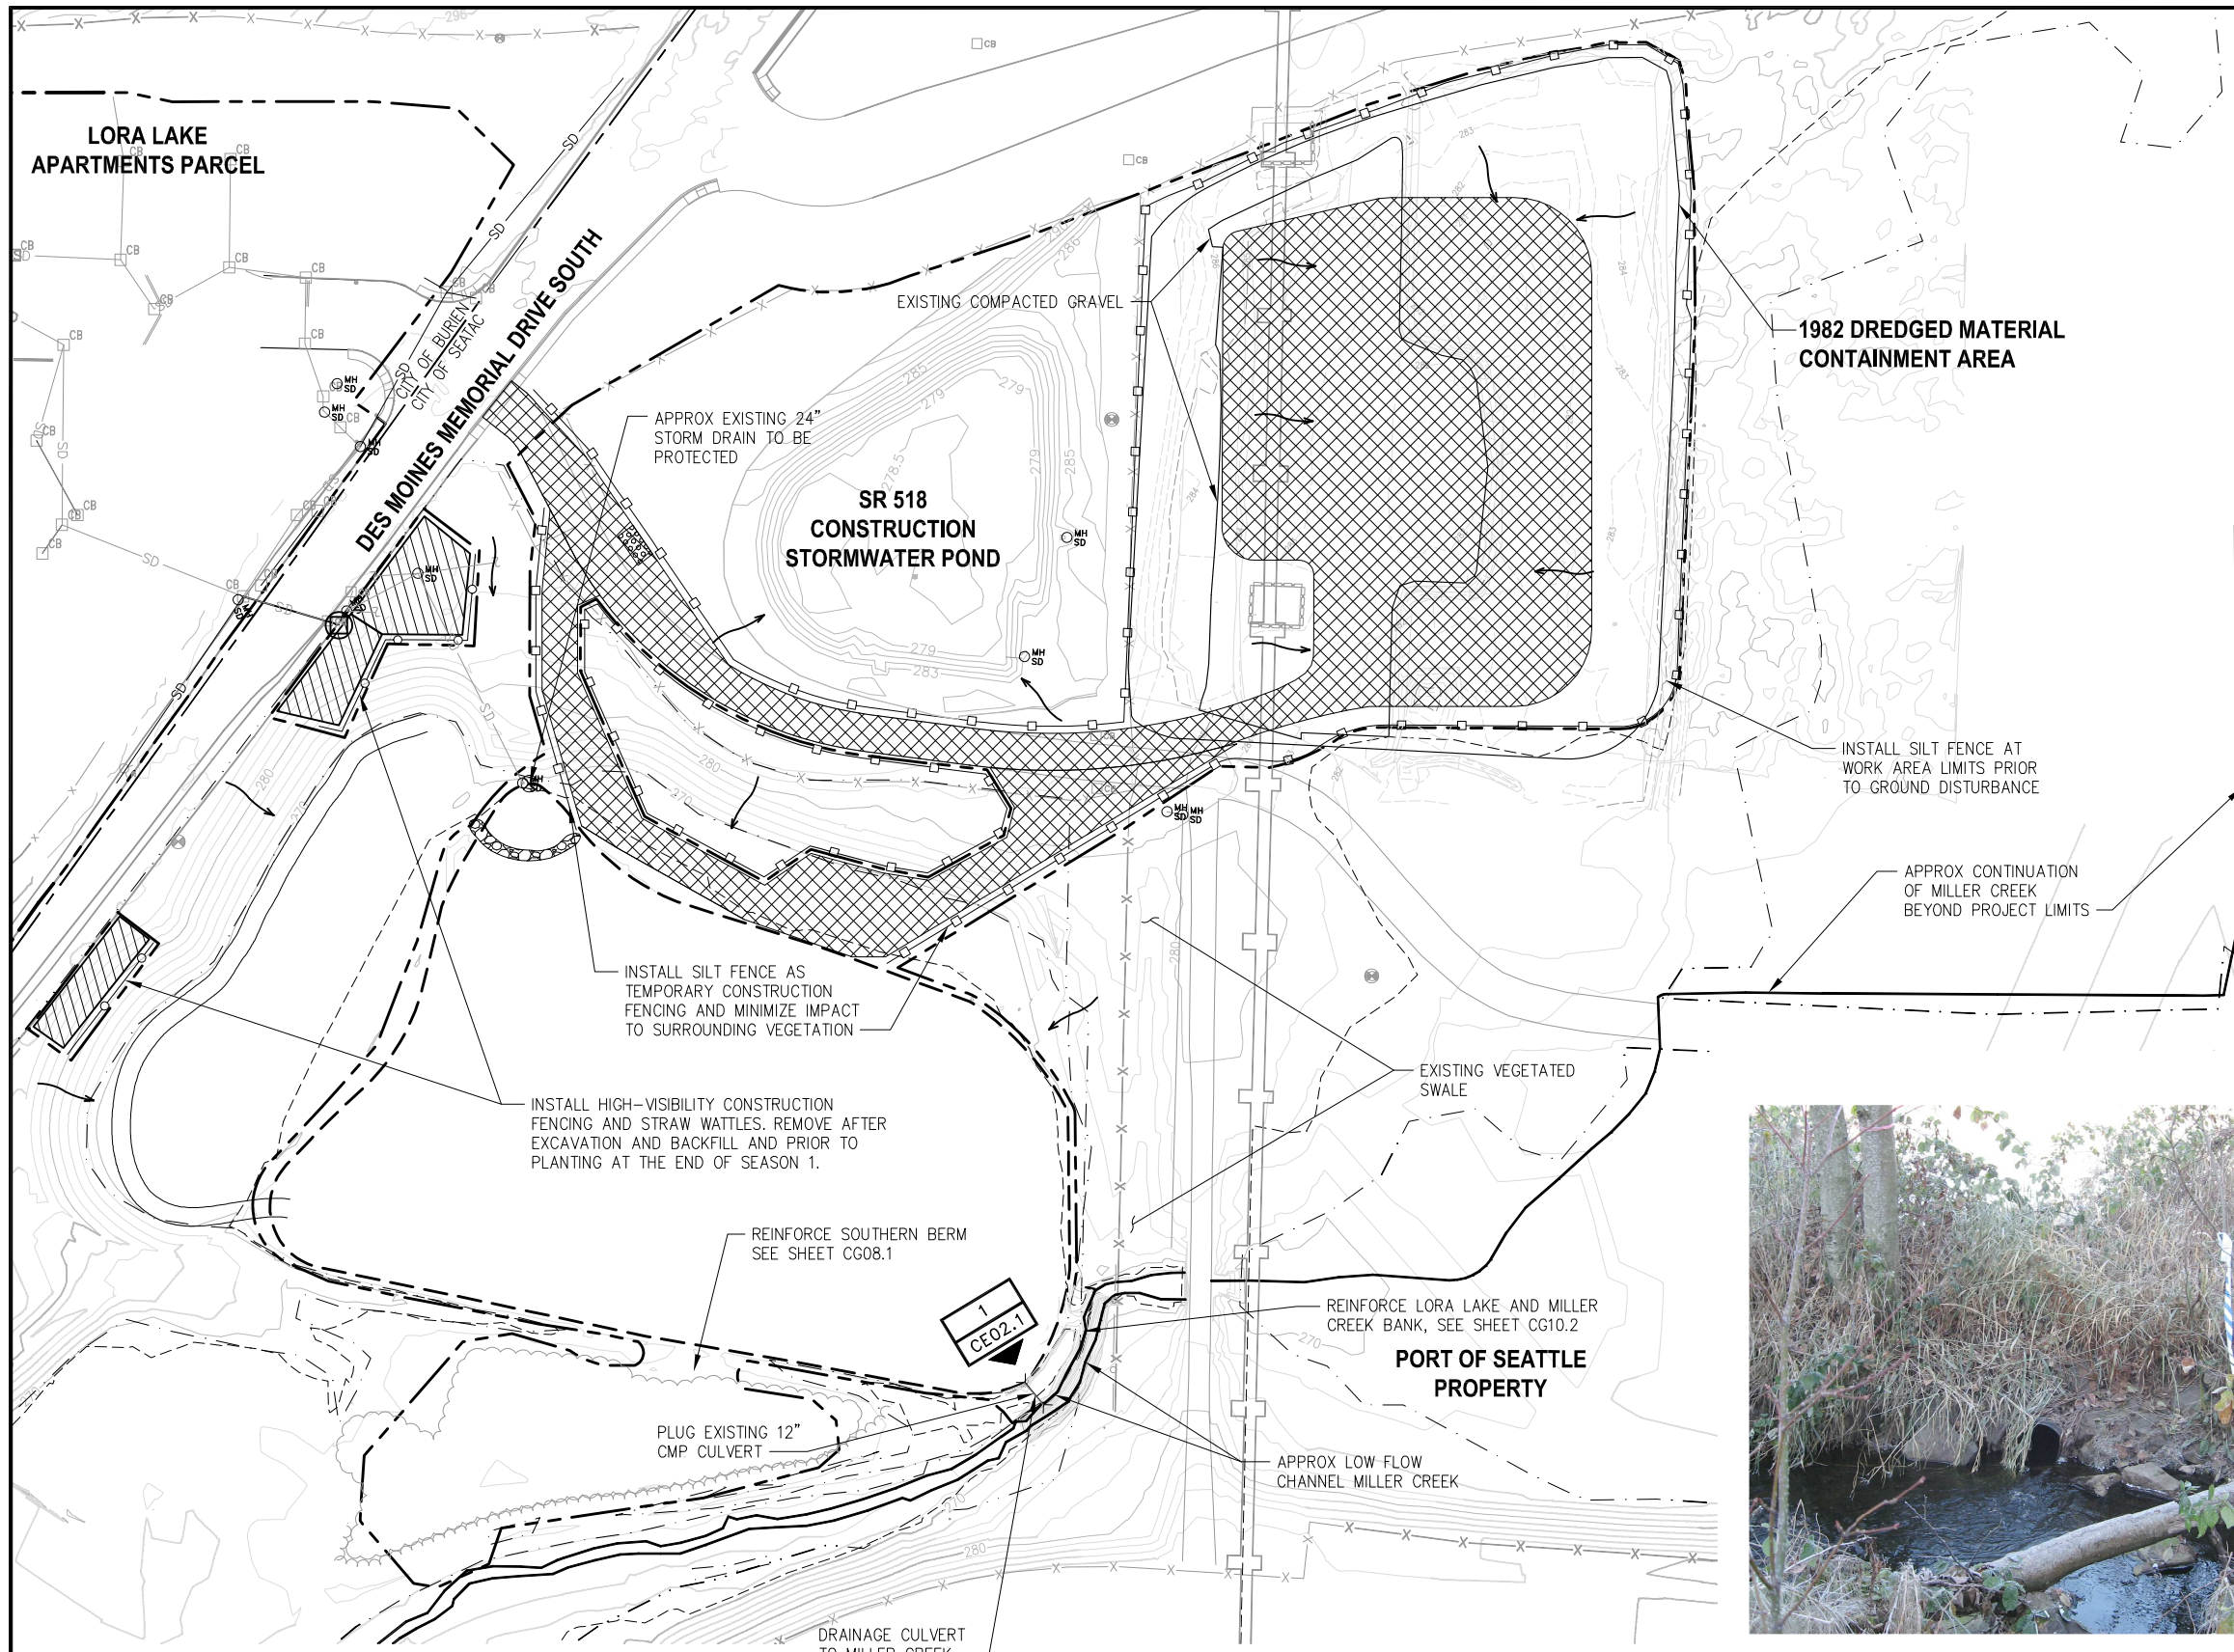 LORA LAKE
APARTMENTS PARCEL
CITY OF BURIEN
CITY OF SEATAC
DES MOINES MEMORIAL DRIVE SOUTH
APPROX EXISTING 24"
STORM DRAIN TO BE
PROTECTED
EXISTING COMPACTED GRAVEL
SR 518
CONSTRUCTION
STORMWATER POND
1982 DREDGED MATERIAL
CONTAINMENT AREA
INSTALL SILT FENCE AT
WORK AREA LIMITS PRIOR
TO GROUND DISTURBANCE
APPROX CONTINUATION
OF MILLER CREEK
BEYOND PROJECT LIMITS
INSTALL SILT FENCE AS
TEMPORARY CONSTRUCTION
FENCING AND MINIMIZE IMPACT
TO SURROUNDING VEGETATION
INSTALL HIGH-VISIBILITY CONSTRUCTION
FENCING AND STRAW WATTLES. REMOVE AFTER
EXCAVATION AND BACKFILL AND PRIOR TO
PLANTING AT THE END OF SEASON 1.
EXISTING VEGETATED
SWALE
REINFORCE SOUTHERN BERM
SEE SHEET CG08.1
1
CE02.1
REINFORCE LORA LAKE AND MILLER
CREEK BANK, SEE SHEET CG10.2
PORT OF SEATTLE
PROPERTY
PLUG EXISTING 12"
CMP CULVERT
APPROX LOW FLOW
CHANNEL MILLER CREEK
DRAINAGE CULVERT
TO MILLER CREEK